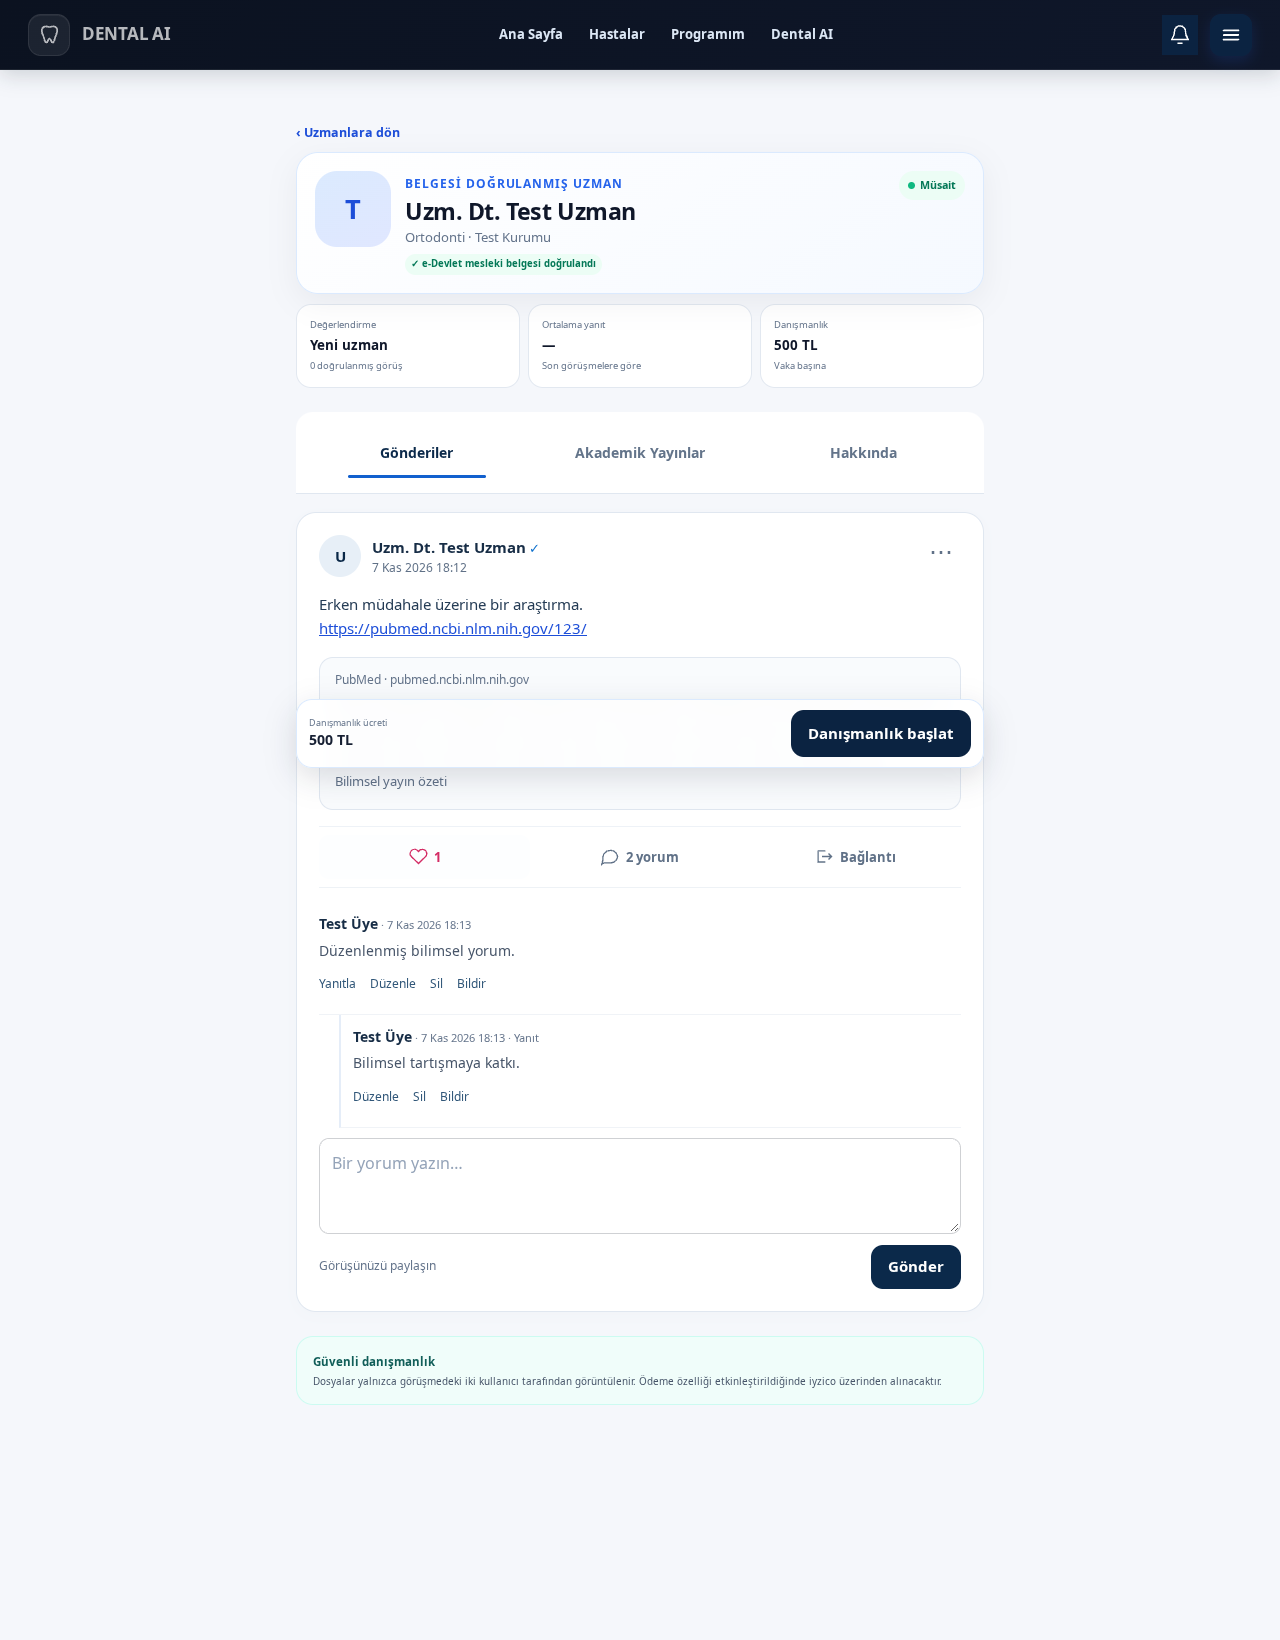 DENTAL AI
Ana Sayfa Hastalar Programım Dental AI
‹ Uzmanlara dön
T
BELGESİ DOĞRULANMIŞ UZMAN
Uzm. Dt. Test Uzman
Ortodonti · Test Kurumu
✓ e-Devlet mesleki belgesi doğrulandı
Müsait
Değerlendirme
Yeni uzman
0 doğrulanmış görüş
Ortalama yanıt
—
Son görüşmelere göre
Danışmanlık
500 TL
Vaka başına
Gönderiler Akademik Yayınlar Hakkında
U
Uzm. Dt. Test Uzman ✓
7 Kas 2026 18:12
...
Erken müdahale üzerine bir araştırma.
https://pubmed.ncbi.nlm.nih.gov/123/
PubMed · pubmed.ncbi.nlm.nih.gov
Danışmanlık ücreti
500 TL
Danışmanlık başlat
Bilimsel yayın özeti
1 2 yorum Bağlantı
Test Üye · 7 Kas 2026 18:13
Düzenlenmiş bilimsel yorum.
Yanıtla Düzenle Sil Bildir
Test Üye · 7 Kas 2026 18:13 · Yanıt
Bilimsel tartışmaya katkı.
Düzenle Sil Bildir
Bir yorum yazın...
Görüşünüzü paylaşın
Gönder
Güvenli danışmanlık
Dosyalar yalnızca görüşmedeki iki kullanıcı tarafından görüntülenir. Ödeme özelliği etkinleştirildiğinde iyzico üzerinden alınacaktır.